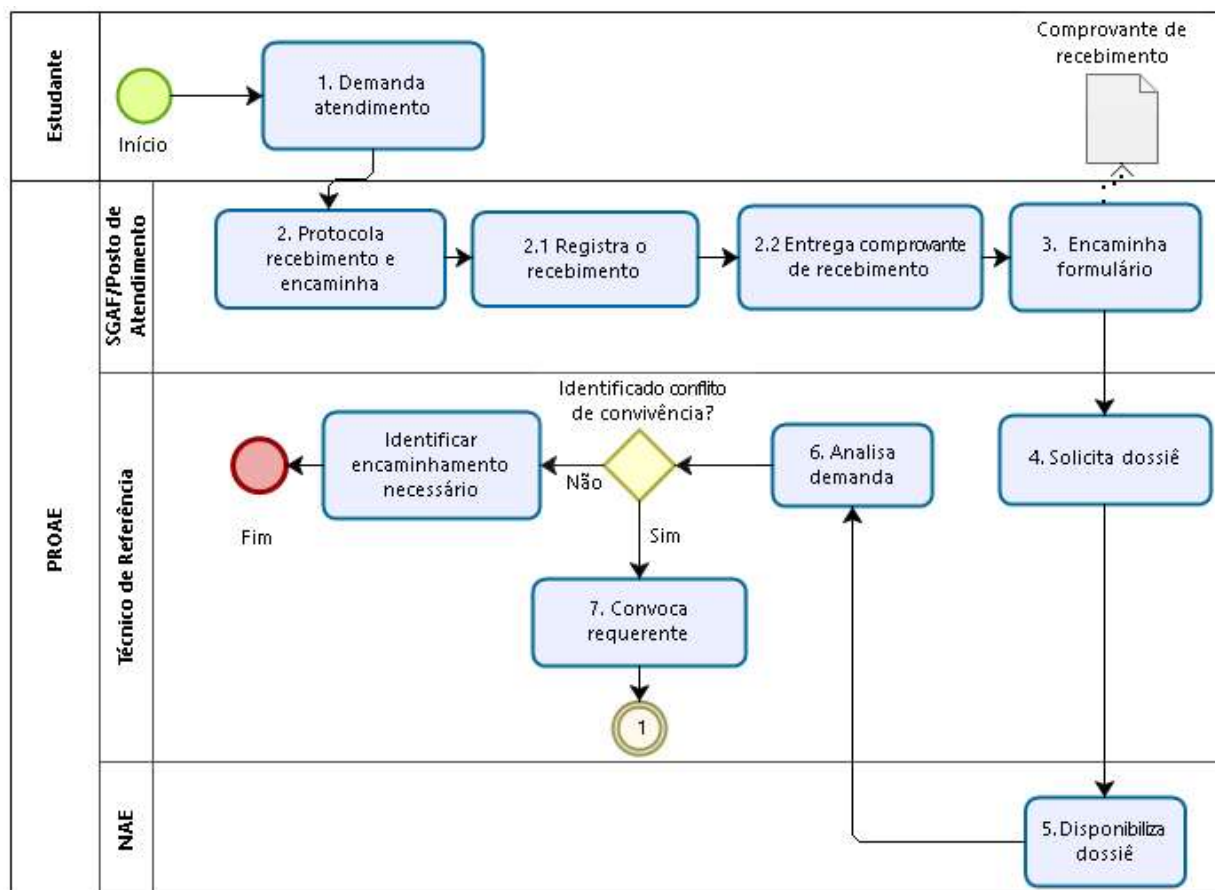 Estudante
Início
1. Demanda
atendimento
Comprovante de
recebimento
PROAE
SGAF/Posto de
Atendimento
2. Protocola
recebimento e
encaminha
2.1 Registra o
recebimento
2.2 Entrega comprovante
de recebimento
3. Encaminha
formulário
Técnico de Referência
Fim
Identificar
encaminhamento
necessário
Não
Identificado conflito
de convivência?
Sim
6. Analisa
demanda
4. Solicita dossiê
7. Convoca
requerente
1
NAE
5. Disponibiliza
dossiê